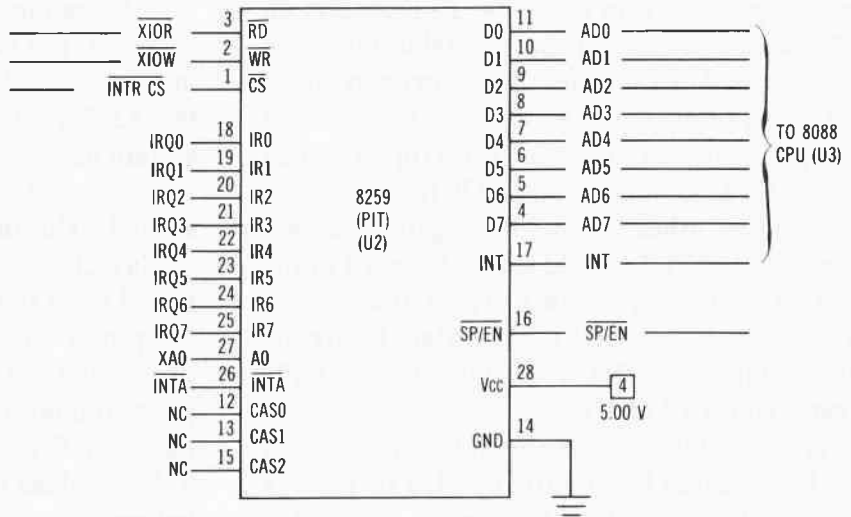 XIOR 3 RD
XIOW 2 WR
INTR CS 1 CS
IRQ0 18 IR0
IRQ1 19 IR1
IRQ2 20 IR2
IRQ3 21 IR3
IRQ4 22 IR4
IRQ5 23 IR5
IRQ6 24 IR6
IRQ7 25 IR7
XA0 27 A0
INTA 26 INTA
NC 12 CAS0
NC 13 CAS1
NC 15 CAS2
8259
(PIT)
(U2)
D0 11 AD0
D1 10 AD1
D2 9 AD2
D3 8 AD3
D4 7 AD4
D5 6 AD5
D6 5 AD6
D7 4 AD7
INT 17 INT
TO 8088
CPU (U3)
SP/EN 16 SP/EN
Vcc 28 4
5.00 V
GND 14